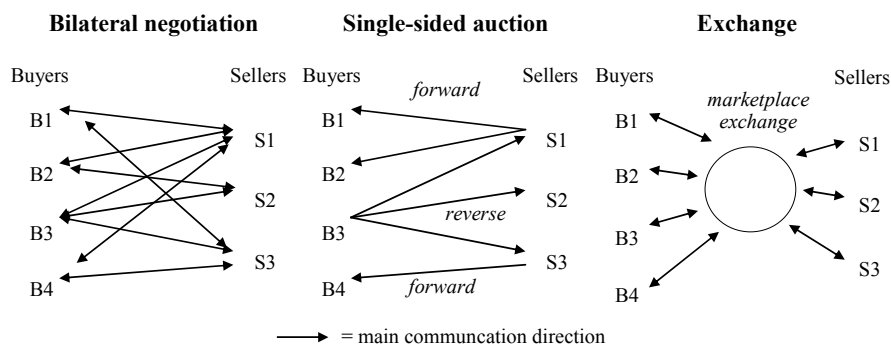 Bilateral negotiation
Buyers
Sellers
B1
B2
B3
B4
S1
S2
S3
Single-sided auction
Buyers
Sellers
forward
reverse
forward
B1
B2
B3
B4
S1
S2
S3
Exchange
Buyers
Sellers
marketplace
exchange
B1
B2
B3
B4
S1
S2
S3
= main communcation direction